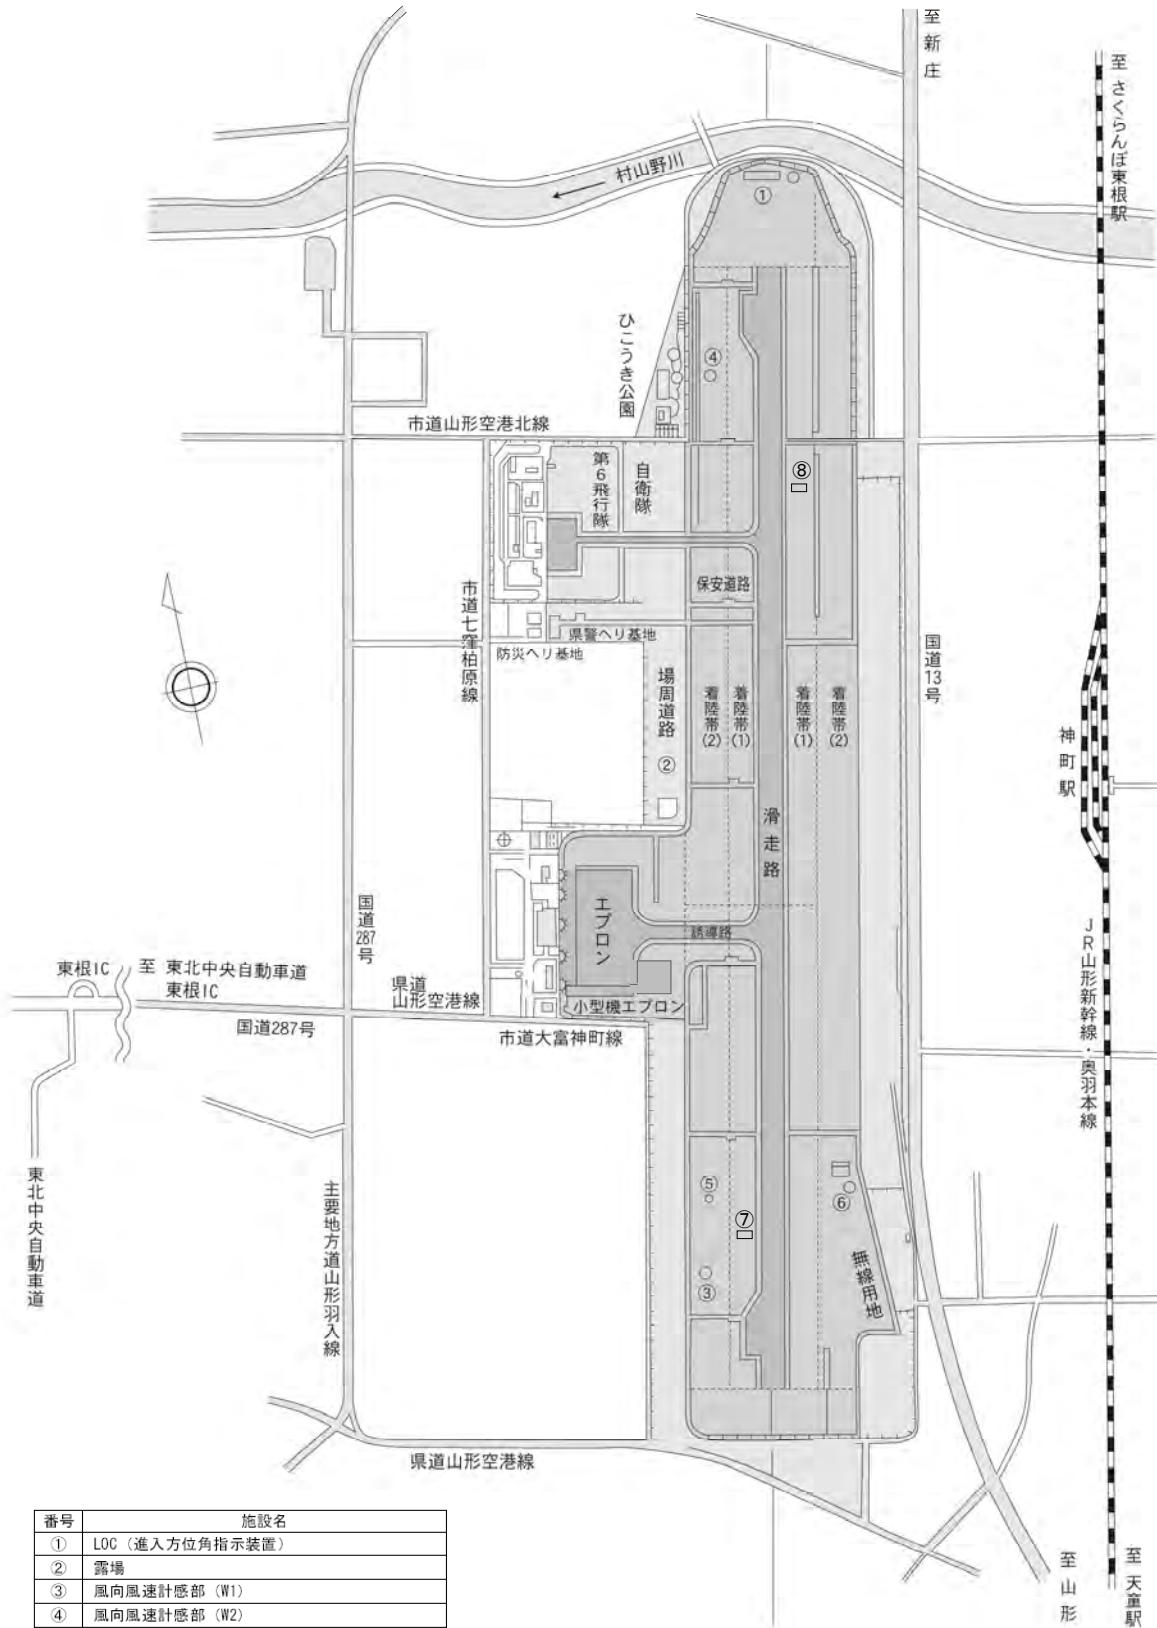 至 新庄
至 さくらんぼ東根駅
村山野川
①
ひこうき公園
④
市道山形空港北線
第6飛行隊
自衛隊
⑧
保安道路
市道七窪柏原線
県警ヘリ基地
防災ヘリ基地
国道13号
場周道路
②
着陸帯(2)
着陸帯(1)
着陸帯(1)
着陸帯(2)
神町駅
滑走路
国道287号
エプロン
誘導路
JR山形新幹線・奥羽本線
東根IC
至 東北中央自動車道
東根IC
県道
山形空港線
小型機エプロン
国道287号
市道大富神町線
東北中央自動車道
主要地方道山形羽入線
⑤
⑦
⑥
③
無線用地
県道山形空港線
至 山形
至 天童駅
番号 施設名
① LOC（進入方位角指示装置）
② 露場
③ 風向風速計感部（W1）
④ 風向風速計感部（W2）